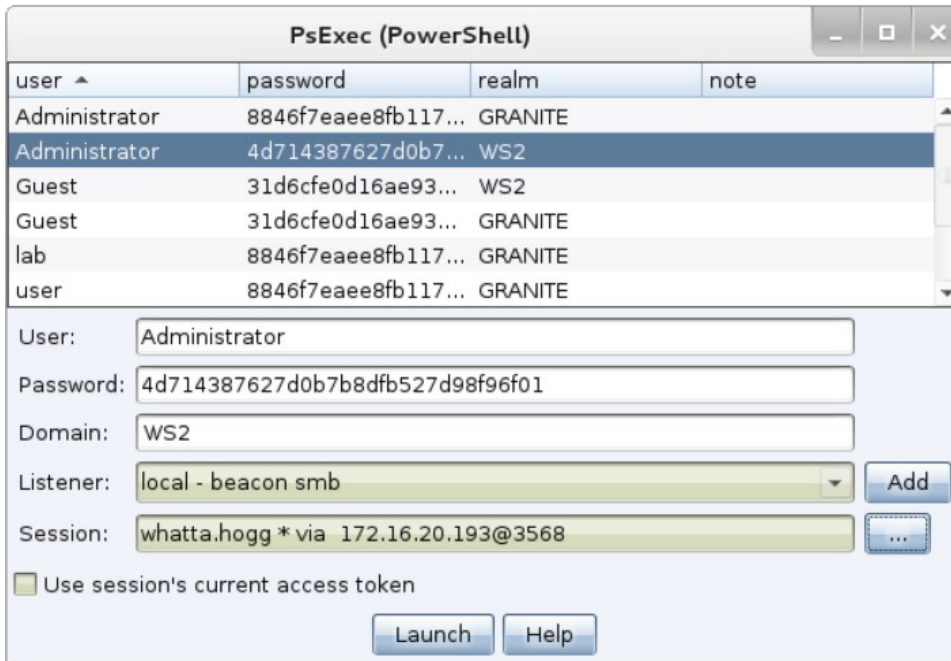 PsExec (PowerShell)
user password realm note
Administrator 8846f7eaee8fb117... GRANITE
Administrator 4d714387627d0b7... WS2
Guest 31d6cfe0d16ae93... WS2
Guest 31d6cfe0d16ae93... GRANITE
lab 8846f7eaee8fb117... GRANITE
user 8846f7eaee8fb117... GRANITE
User: Administrator
Password: 4d714387627d0b7b8dfb527d98f96f01
Domain: WS2
Listener: local - beacon smb Add
Session: whatta.hogg * via 172.16.20.193@3568 ...
Use session's current access token
Launch Help